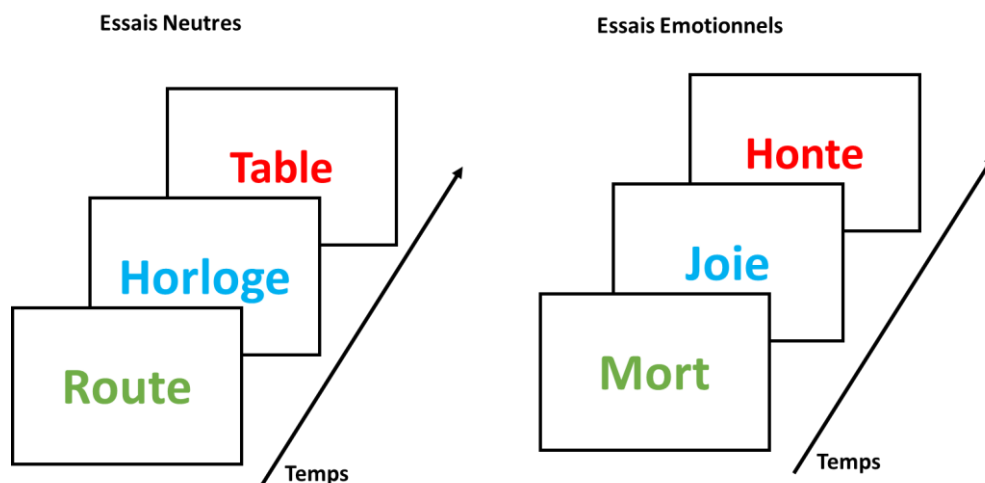 Essais Neutres
Table
Horloge
Route
Temps
Essais Emotionnels
Honte
Joie
Mort
Temps